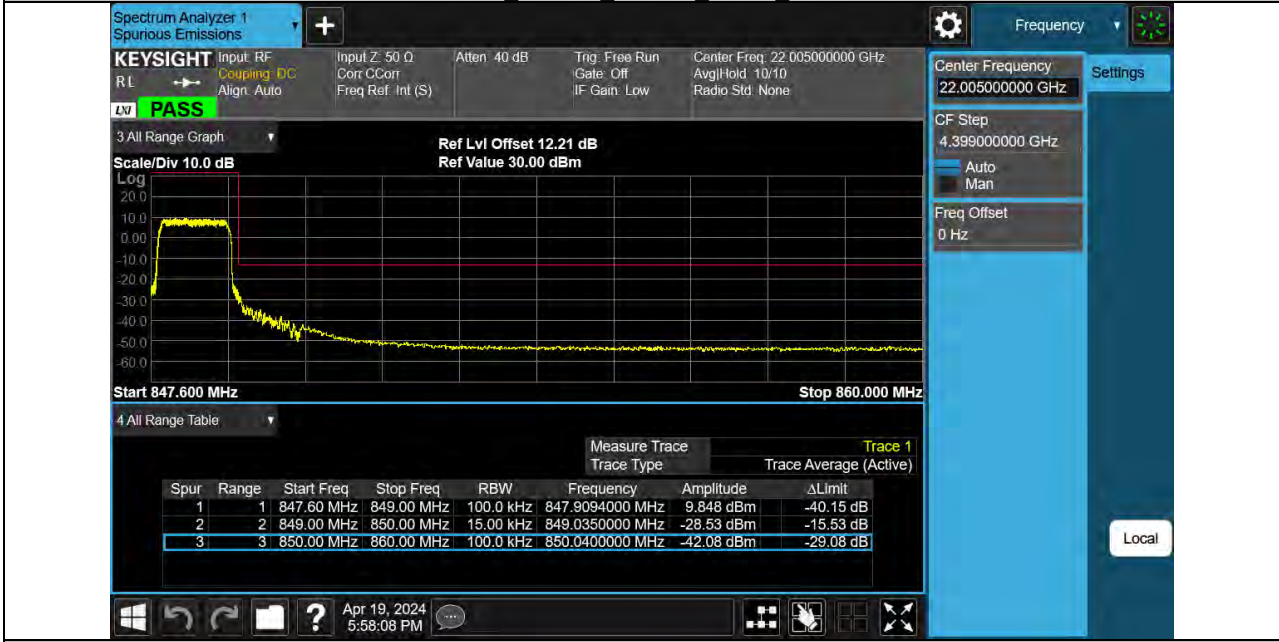 Spectrum Analyzer 1
Spurious Emissions
Frequency
KEYSIGHT
RL
LXI PASS
Input: RF
Coupling: DC
Align: Auto
Input Z: 50 Ω
Corr CCorr
Freq Ref: Int (S)
Atten: 40 dB
Trig: Free Run
Gate: Off
IF Gain: Low
Center Freq: 22.005000000 GHz
Avg|Hold: 10/10
Radio Std: None
Center Frequency
22.005000000 GHz
Settings
CF Step
4.399000000 GHz
Auto
Man
Freq Offset
0 Hz
3 All Range Graph
Scale/Div 10.0 dB
Ref Lvl Offset 12.21 dB
Ref Value 30.00 dBm
Log
20.0
10.0
0.00
-10.0
-20.0
-30.0
-40.0
-50.0
-60.0
Start 847.600 MHz Stop 860.000 MHz
4 All Range Table
Measure Trace Trace 1
Trace Type Trace Average (Active)
Spur Range Start Freq Stop Freq RBW Frequency Amplitude ΔLimit
1 1 847.60 MHz 849.00 MHz 100.0 kHz 847.9094000 MHz 9.848 dBm -40.15 dB
2 2 849.00 MHz 850.00 MHz 15.00 kHz 849.0350000 MHz -28.53 dBm -15.53 dB
3 3 850.00 MHz 860.00 MHz 100.0 kHz 850.0400000 MHz -42.08 dBm -29.08 dB
Local
Apr 19, 2024
5:58:08 PM